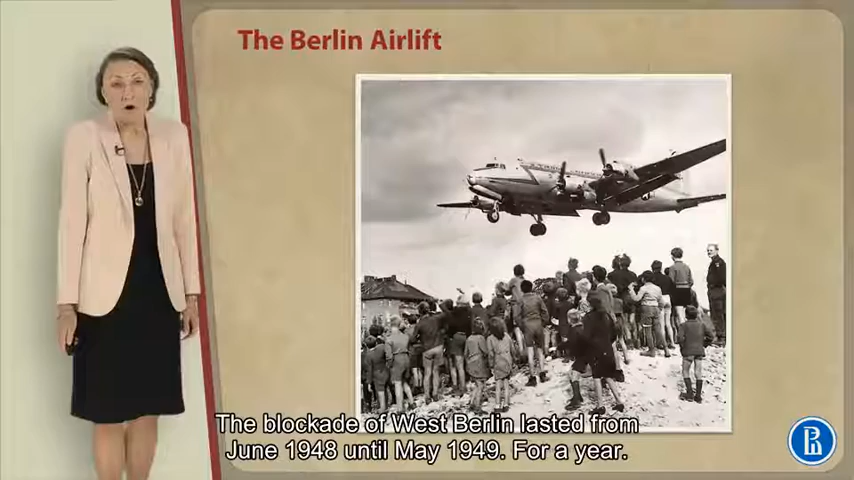 The Berlin Airlift
The blockade of West Berlin lasted from
June 1948 until May 1949. For a year.